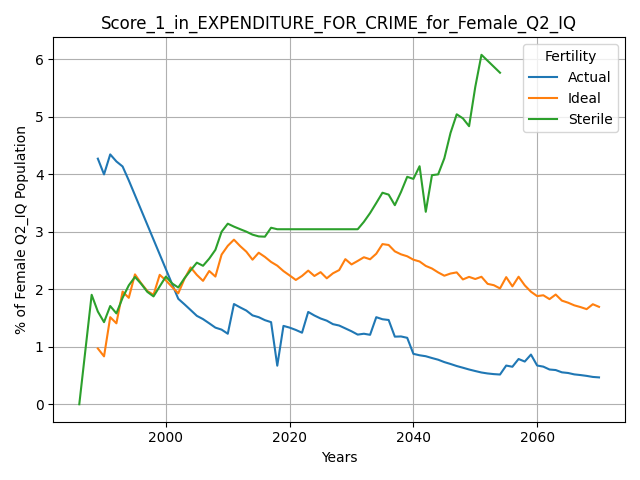 Score_1_in_EXPENDITURE_FOR_CRIME_for_Female_Q2_IQ
Fertility
Actual
Ideal
Sterile
% of Female Q2_IQ Population
6
5
4
3
2
1
0
2000 2020 2040 2060
Years